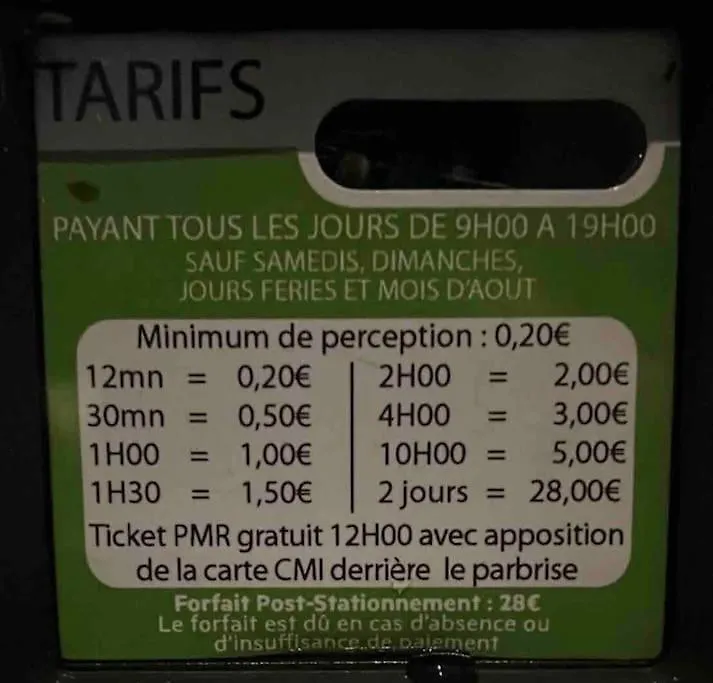 TARIFS
PAYANT TOUS LES JOURS DE 9H00 A 19H00
SAUF SAMEDIS, DIMANCHES,
JOURS FERIES ET MOIS D'AOUT
Minimum de perception : 0,20€
12mn = 0,20€ | 2H00 = 2,00€
30mn = 0,50€ | 4H00 = 3,00€
1H00 = 1,00€ | 10H00 = 5,00€
1H30 = 1,50€ | 2 jours = 28,00€
Ticket PMR gratuit 12H00 avec apposition
de la carte CMI derrière le parbrise
Forfait Post-Stationnement : 28€
Le forfait est dû en cas d'absence ou
d'insuffisance de paiement